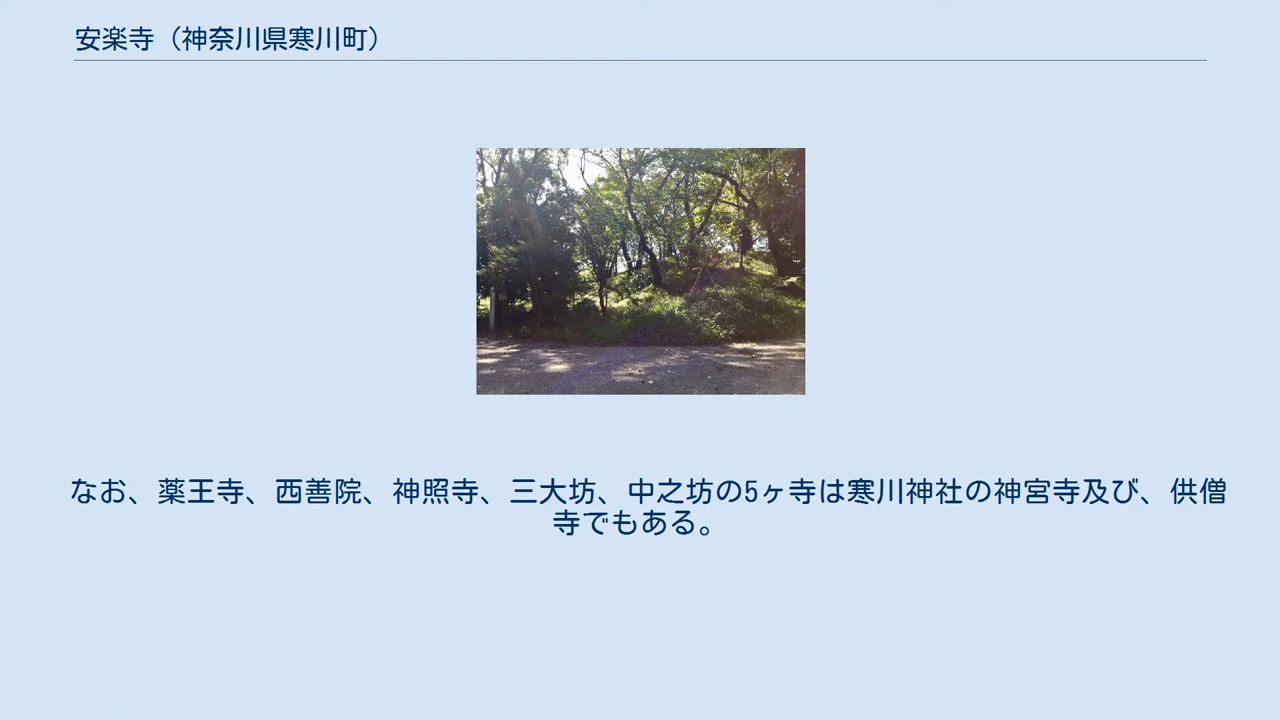 安楽寺（神奈川県寒川町）
なお、薬王寺、西善院、神照寺、三大坊、中之坊の5ヶ寺は寒川神社の神宮寺及び、供僧
寺でもある。